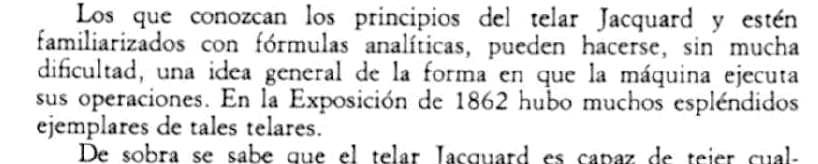 Los que conozcan los principios del telar Jacquard y estén
familiarizados con fórmulas analíticas, pueden hacerse, sin mucha
dificultad, una idea general de la forma en que la máquina ejecuta
sus operaciones. En la Exposición de 1862 hubo muchos espléndidos
ejemplares de tales telares.
De sobra se sabe que el telar Jacquard es capaz de tejer cual-